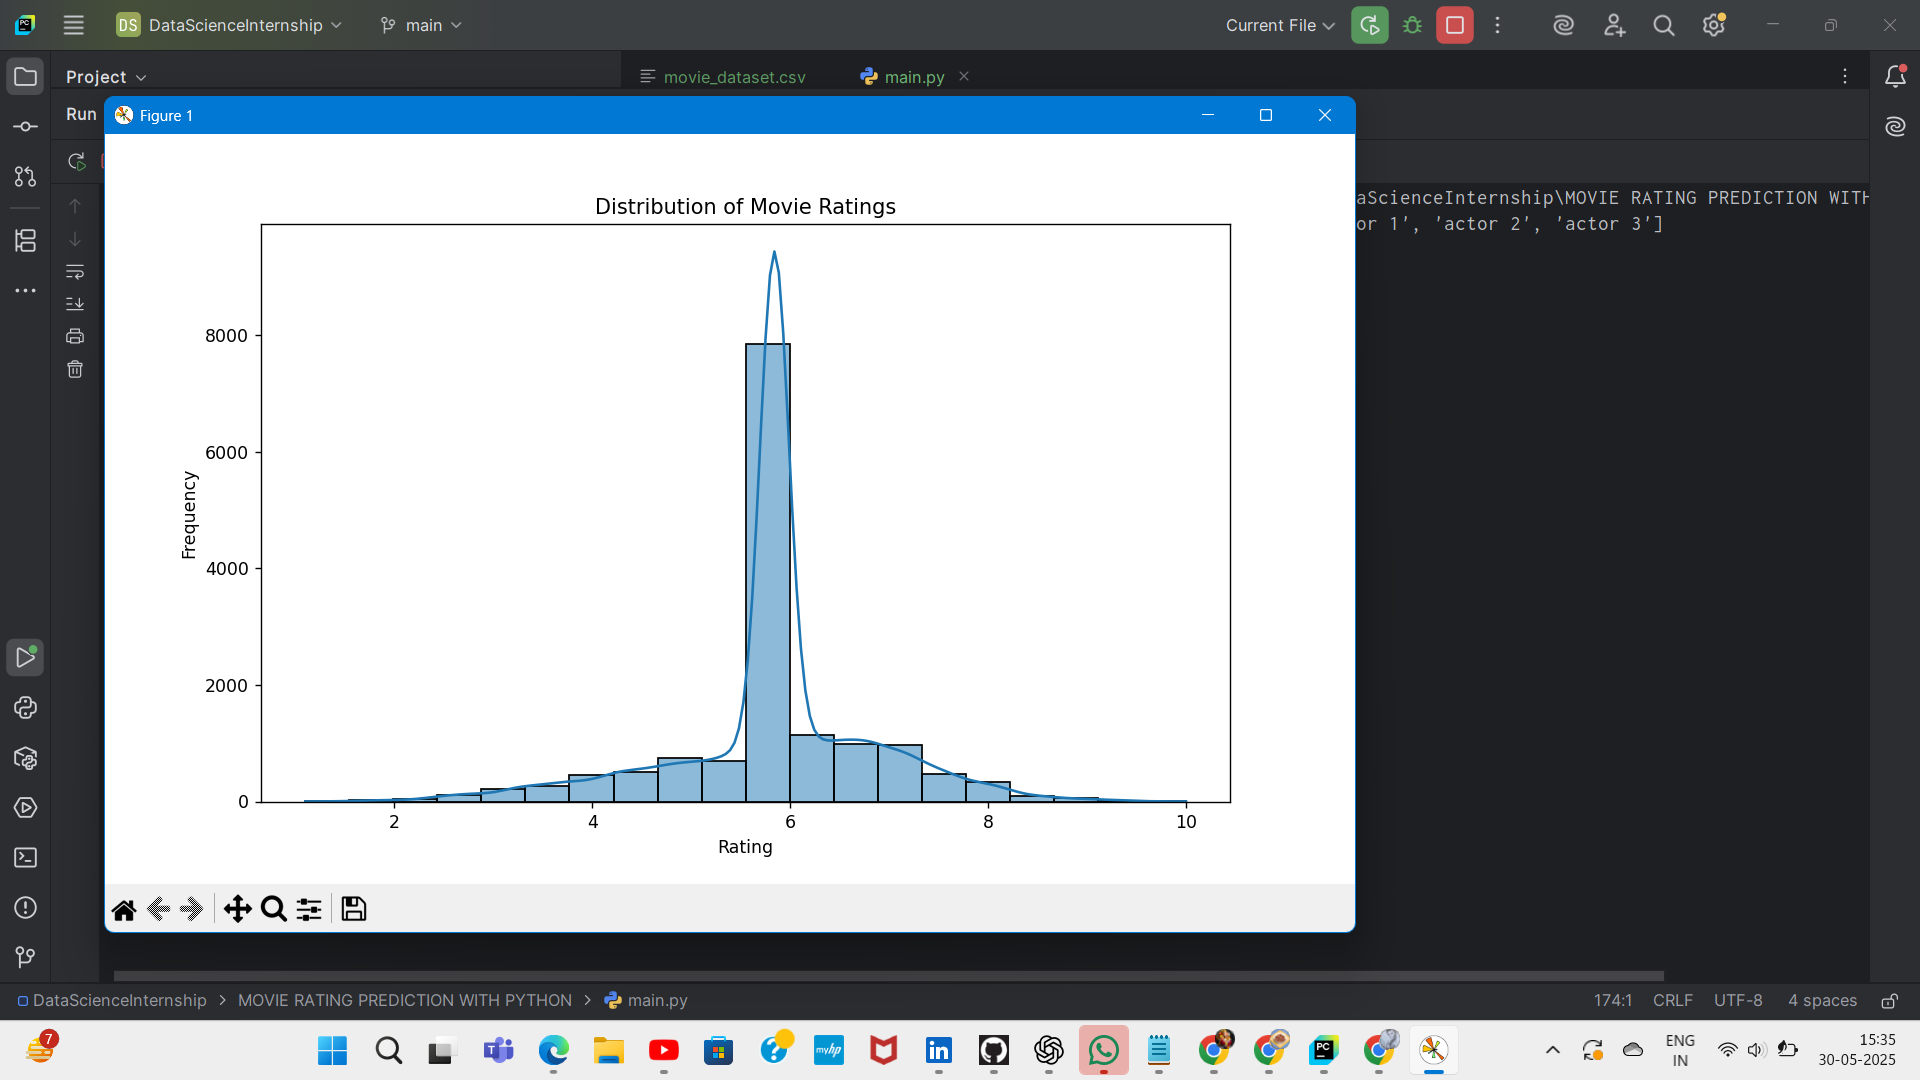 DS DataScienceInternship main Current File
Project movie_dataset.csv main.py
Run
Figure 1
aScienceInternship\MOVIE RATING PREDICTION WITH
or 1', 'actor 2', 'actor 3']
Distribution of Movie Ratings
8000
6000
4000
2000
0
Frequency
2 4 6 8 10
Rating
DataScienceInternship > MOVIE RATING PREDICTION WITH PYTHON > main.py 174:1 CRLF UTF-8 4 spaces
7
myhp
PC
ENG
IN
15:35
30-05-2025